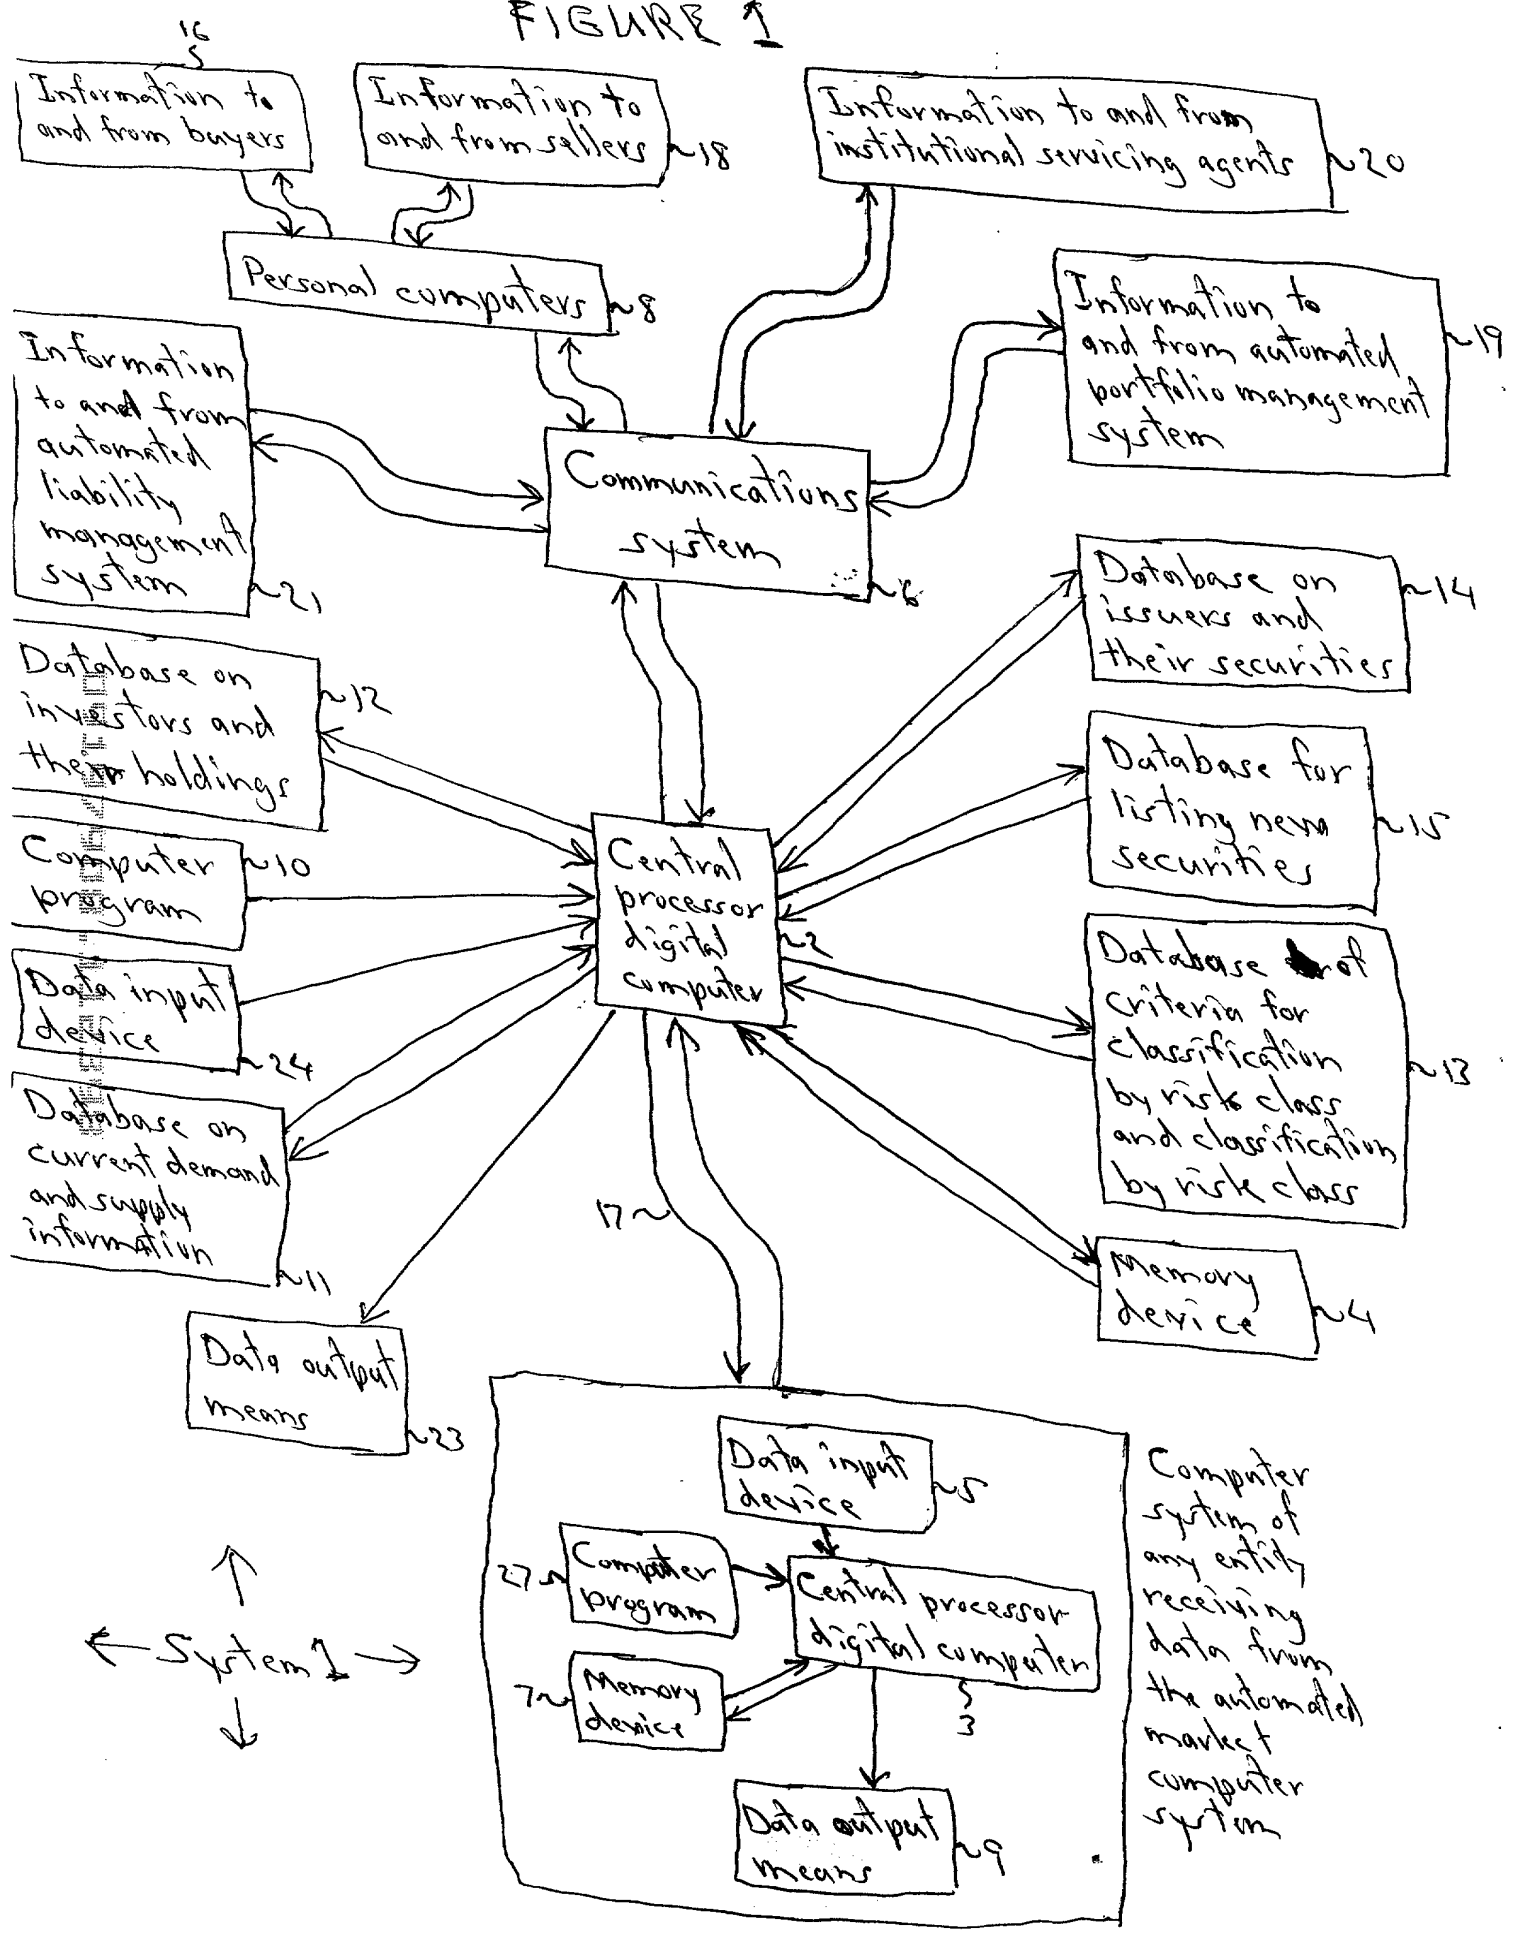 FIGURE 1
16
Information to
and from buyers
Information to
and from sellers
18
Information to and from
institutional servicing agents
20
Personal computers
8
Information to
and from automated
portfolio management
system
19
Information
to and from
automated
liability
management
system
21
Communications
system
6
Database on
issuers and
their securities
14
Database on
investors and
their holdings
12
Database for
listing new
securities
15
Computer
program
10
Central
processor
digital
computer
2
Data input
device
24
Database of
criteria for
classification
by risk class
and classification
by risk class
13
Database on
current demand
and supply
information
11
17
Memory
device
4
Data output
means
23
Data input
device
5
Computer
program
27
Central processor
digital computer
3
Memory
device
7
Data output
means
9
Computer
system of
any entity
receiving
data from
the automated
market
computer
system
System 1